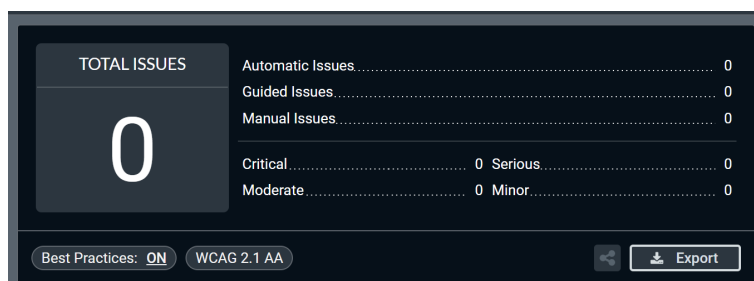 TOTAL ISSUES
0
Automatic Issues 0
Guided Issues 0
Manual Issues 0
Critical 0 Serious 0
Moderate 0 Minor 0
Best Practices: ON WCAG 2.1 AA Export